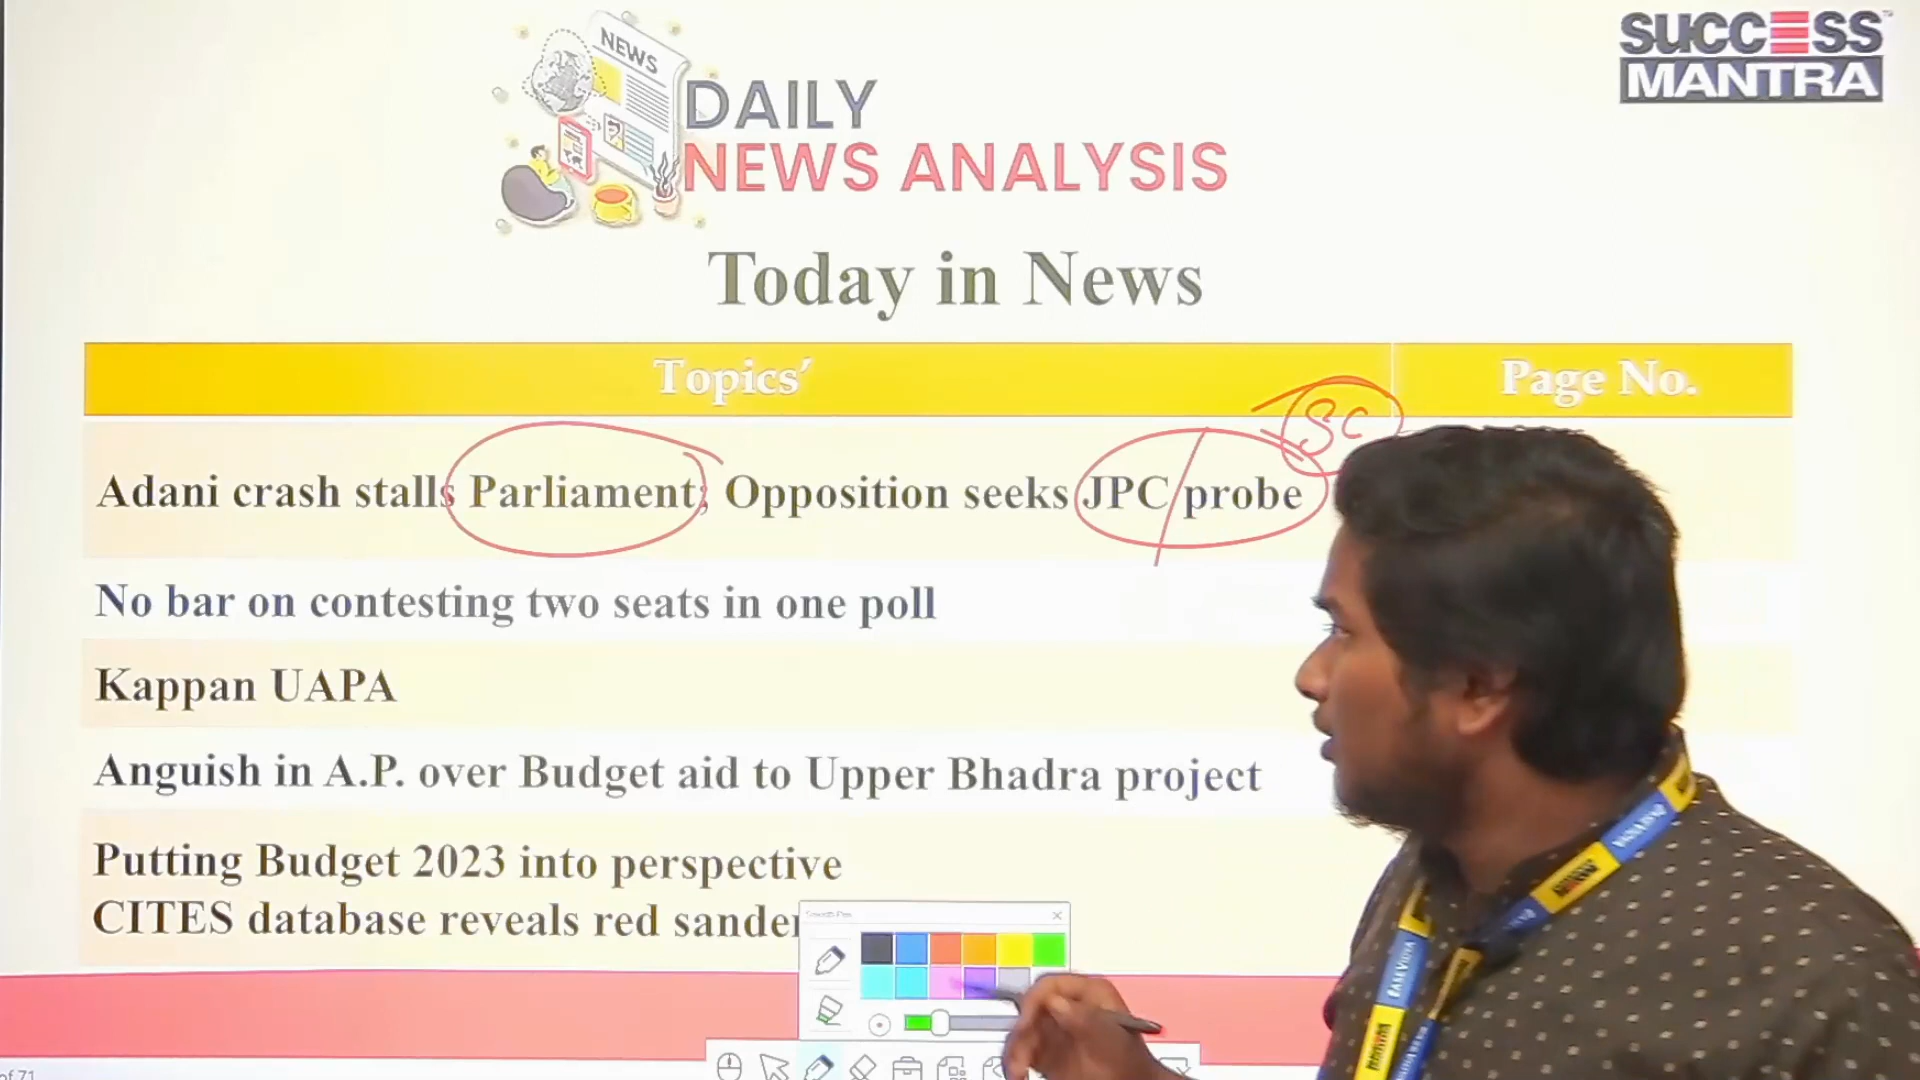 SUCCESS
MANTRA
NEWS
DAILY
NEWS ANALYSIS
Today in News
Topics’ Page No.
SC
Adani crash stalls Parliament; Opposition seeks JPC probe
No bar on contesting two seats in one poll
Kappan UAPA
Anguish in A.P. over Budget aid to Upper Bhadra project
Putting Budget 2023 into perspective
CITES database reveals red sander
of 71